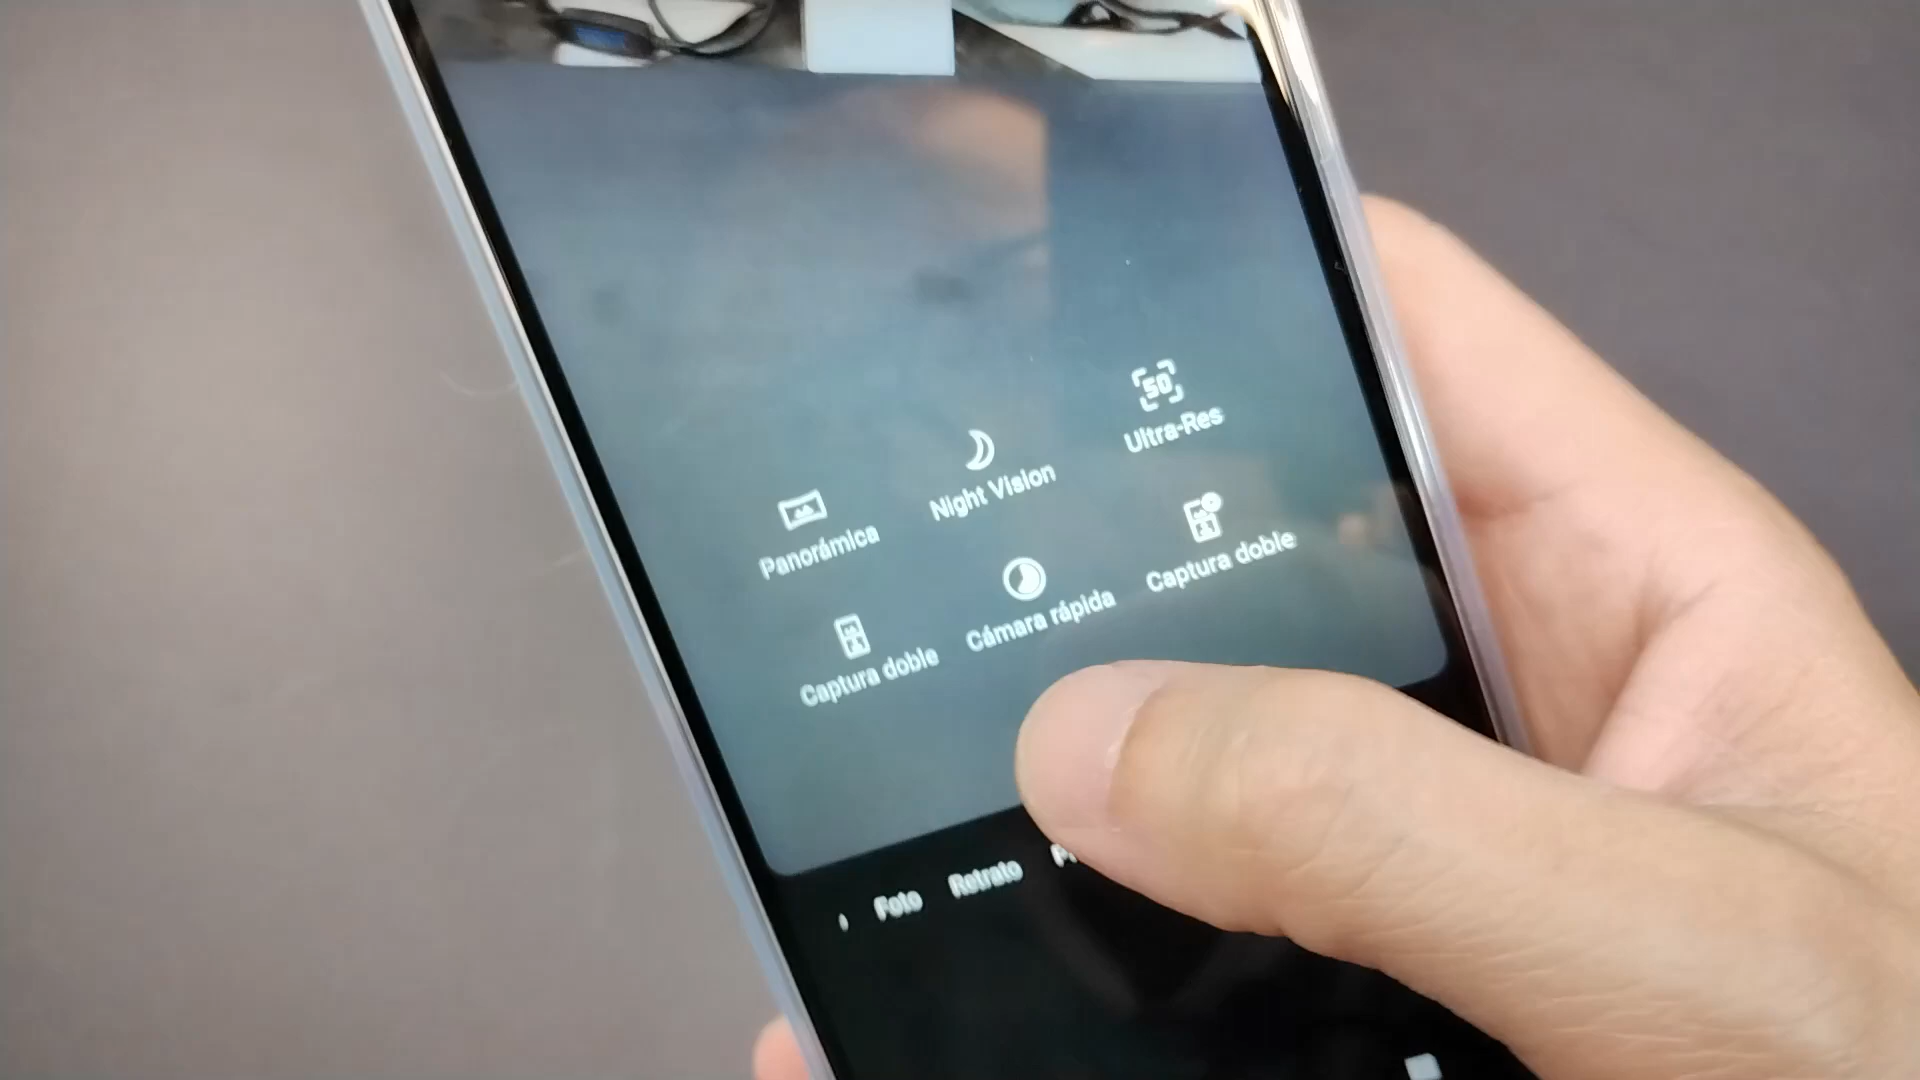 50
Panorámica
Night Vision
Ultra-Res
Captura doble
Cámara rápida
Captura doble
Foto
Retrato